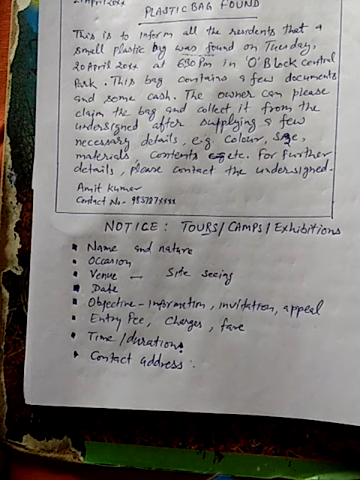 21 April 20xx
PLASTIC BAG FOUND
This is to inform all the residents that a
small plastic bag was found on Tuesday,
20 April 20xx at 6:30 Pm in 'O' Block central
Park. This bag contains a few documents
and some cash. The owner can please
claim the bag and collect it from the
undersigned after supplying a few
necessary details, e.g. Colour, Size,
materials, contents etc. For further
details, please contact the undersigned.
Amit Kumar
Contact No- 983727xxxx
NOTICE: TOURS/CAMPS/Exhibitions
Name and nature
Occasion
Venue - Site seeing
Date
Objective - information, invitation, appeal
Entry Fee, Charges, fare
Time/duration:
Contact address: